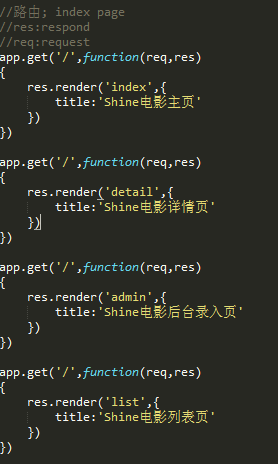 //路由; index page
//res:respond
//req:request
app.get('/',function(req,res)
{
    res.render('index',{
        title:'Shine电影主页'
    })
})
app.get('/',function(req,res)
{
    res.render('detail',{
        title:'Shine电影详情页'
    })
})
app.get('/',function(req,res)
{
    res.render('admin',{
        title:'Shine电影后台录入页'
    })
})
app.get('/',function(req,res)
{
    res.render('list',{
        title:'Shine电影列表页'
    })
})